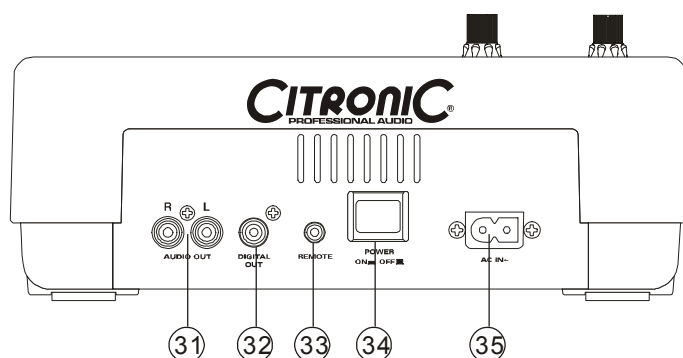 CITRONIC®
PROFESSIONAL AUDIO
R L
AUDIO OUT
DIGITAL
OUT
REMOTE
POWER
ON OFF
AC IN~
31 32 33 34 35